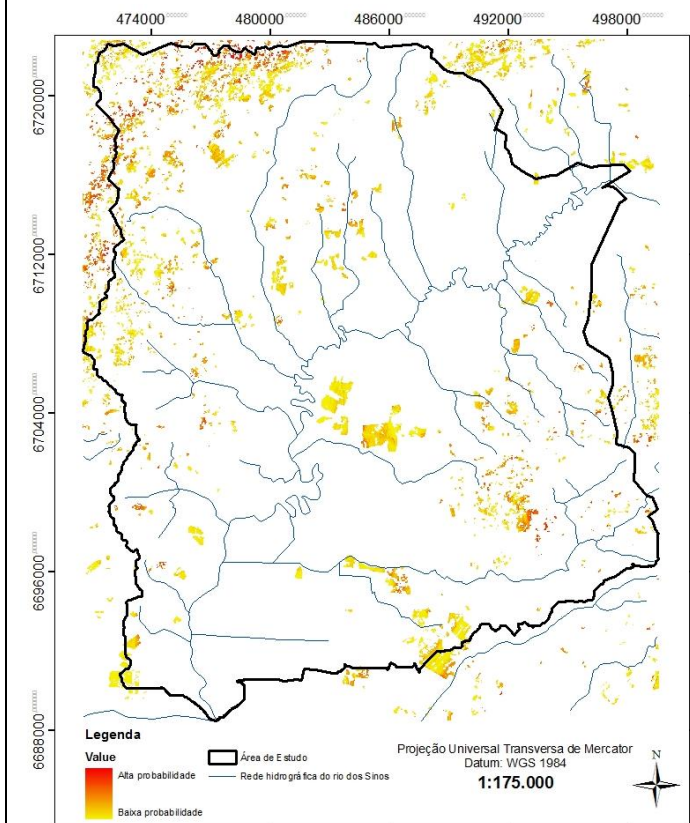 474000 480000 486000 492000 498000
6720000
6712000
6704000
6696000
6688000
Legenda
Value
Alta probabilidade
Baixa probabilidade
Área de Estudo
Rede hidrográfica do rio dos Sinos
Projeção Universal Transversa de Mercator
Datum: WGS 1984
1:175.000
N